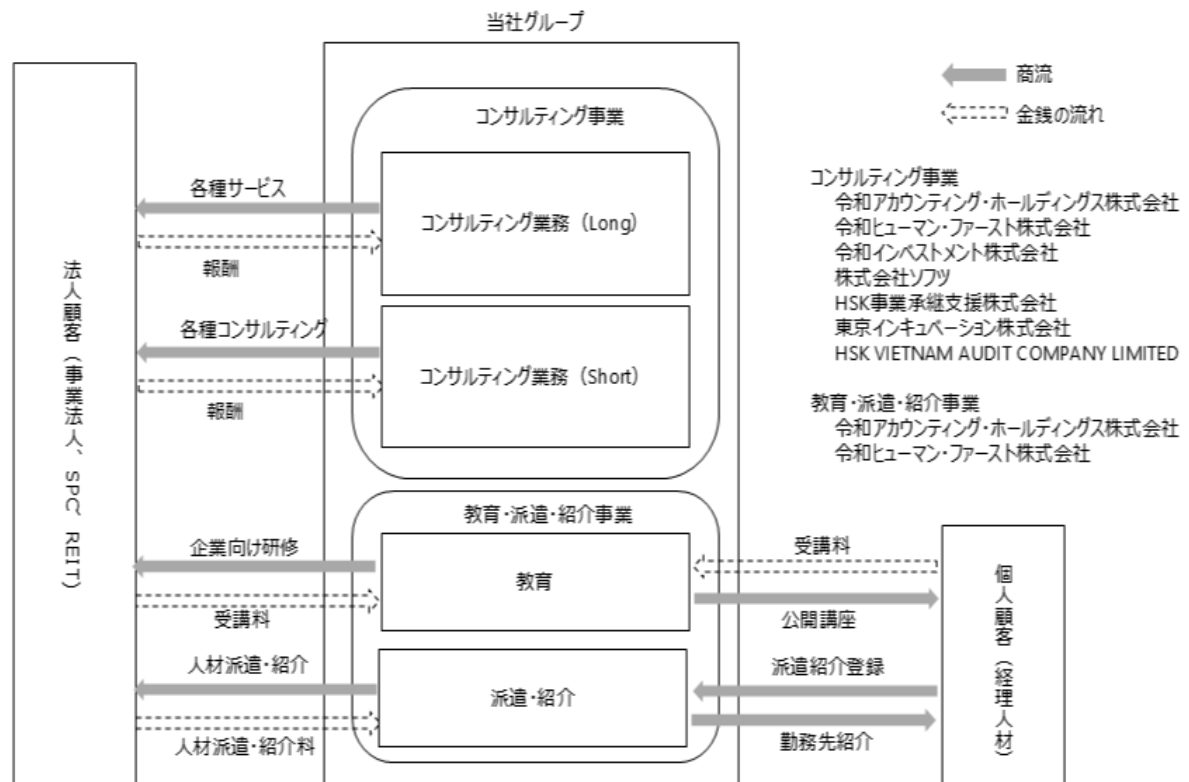 当社グループ
商流
金銭の流れ
コンサルティング事業
コンサルティング業務（Long）
各種サービス
報酬
コンサルティング業務（Short）
各種コンサルティング
報酬
法人顧客（事業法人、SPC、REIT）
コンサルティング事業
令和アカウンティング・ホールディングス株式会社
令和ヒューマン・ファースト株式会社
令和インベストメント株式会社
株式会社ソフツ
HSK事業承継支援株式会社
東京インキュベーション株式会社
HSK VIETNAM AUDIT COMPANY LIMITED
教育・派遣・紹介事業
令和アカウンティング・ホールディングス株式会社
令和ヒューマン・ファースト株式会社
教育・派遣・紹介事業
教育
企業向け研修
受講料
受講料
公開講座
派遣・紹介
人材派遣・紹介
人材派遣・紹介料
派遣紹介登録
勤務先紹介
個人顧客（経理人材）